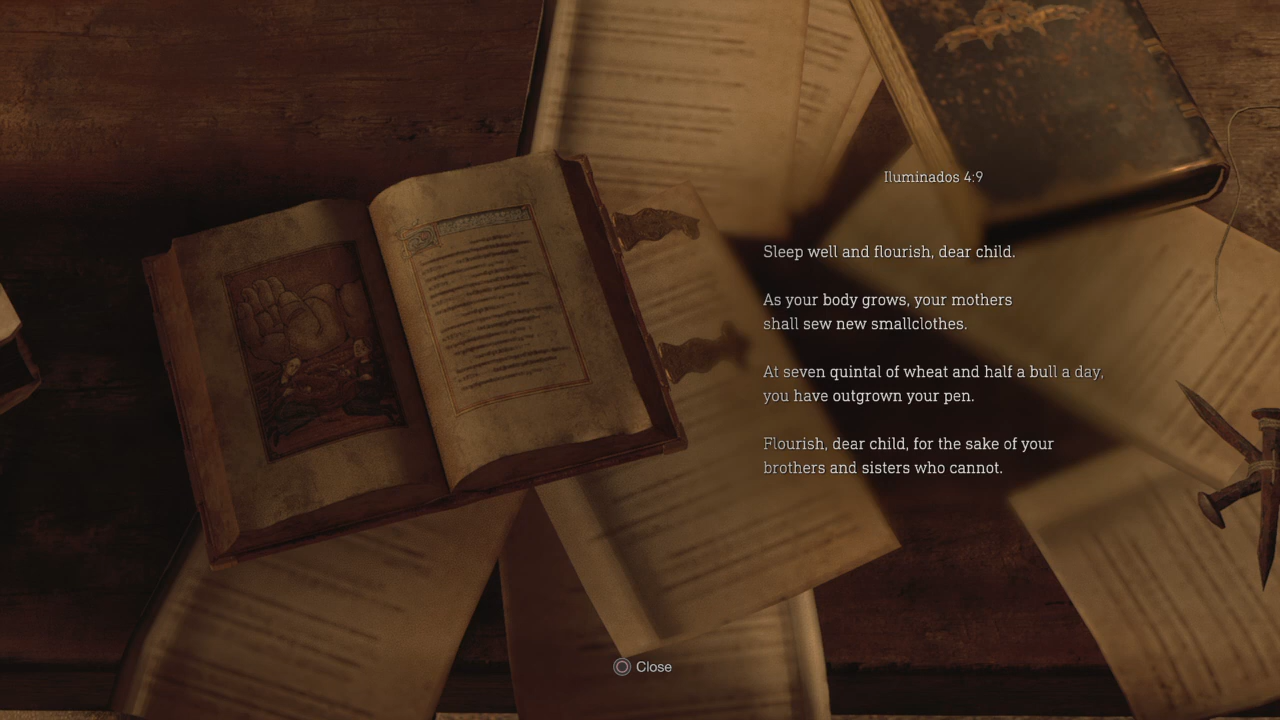 Iluminados 4:9
Sleep well and flourish, dear child.
As your body grows, your mothers
shall sew new smallclothes.
At seven quintal of wheat and half a bull a day,
you have outgrown your pen.
Flourish, dear child, for the sake of your
brothers and sisters who cannot.
Close